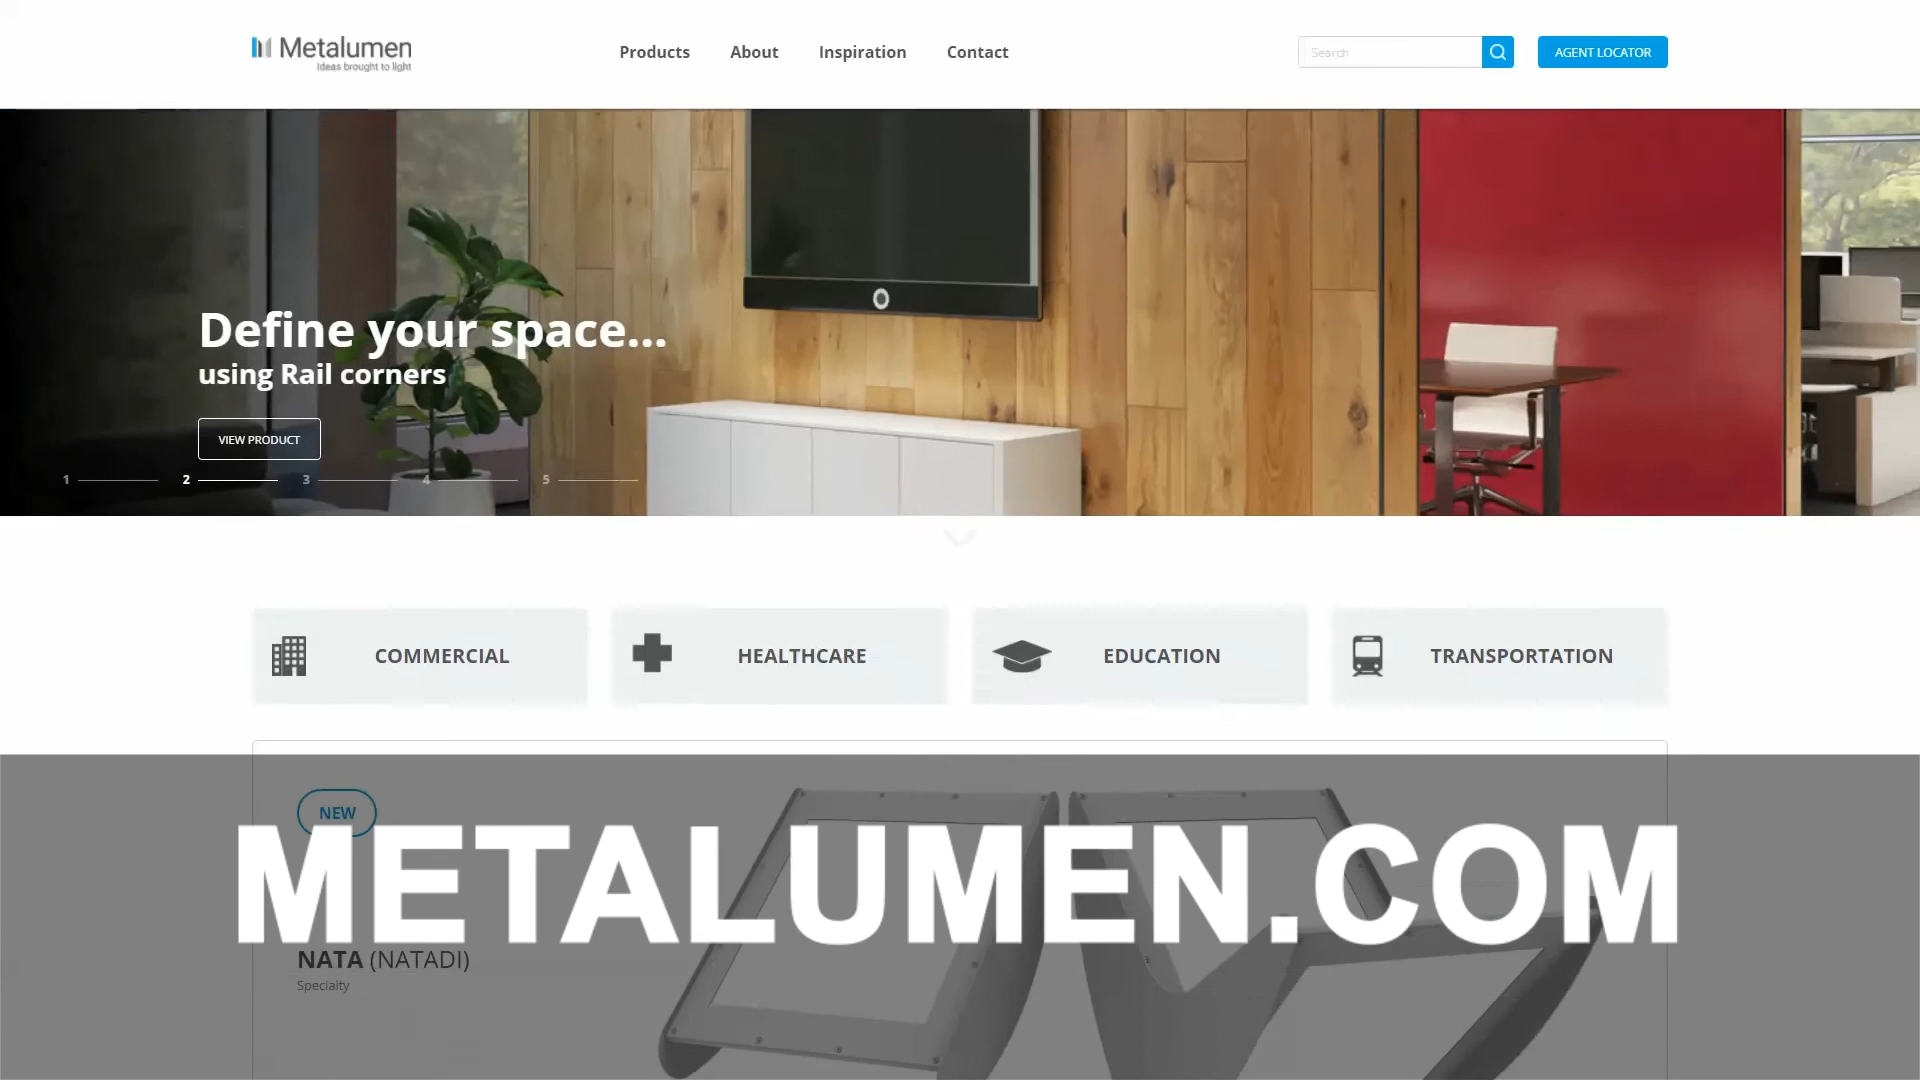 Metalumen
Ideas brought to light
Products
About
Inspiration
Contact
Search
AGENT LOCATOR
Define your space...
using Rail corners
VIEW PRODUCT
1
2
3
4
5
COMMERCIAL
HEALTHCARE
EDUCATION
TRANSPORTATION
NEW
METALUMEN.COM
NATA (NATADI)
Specialty